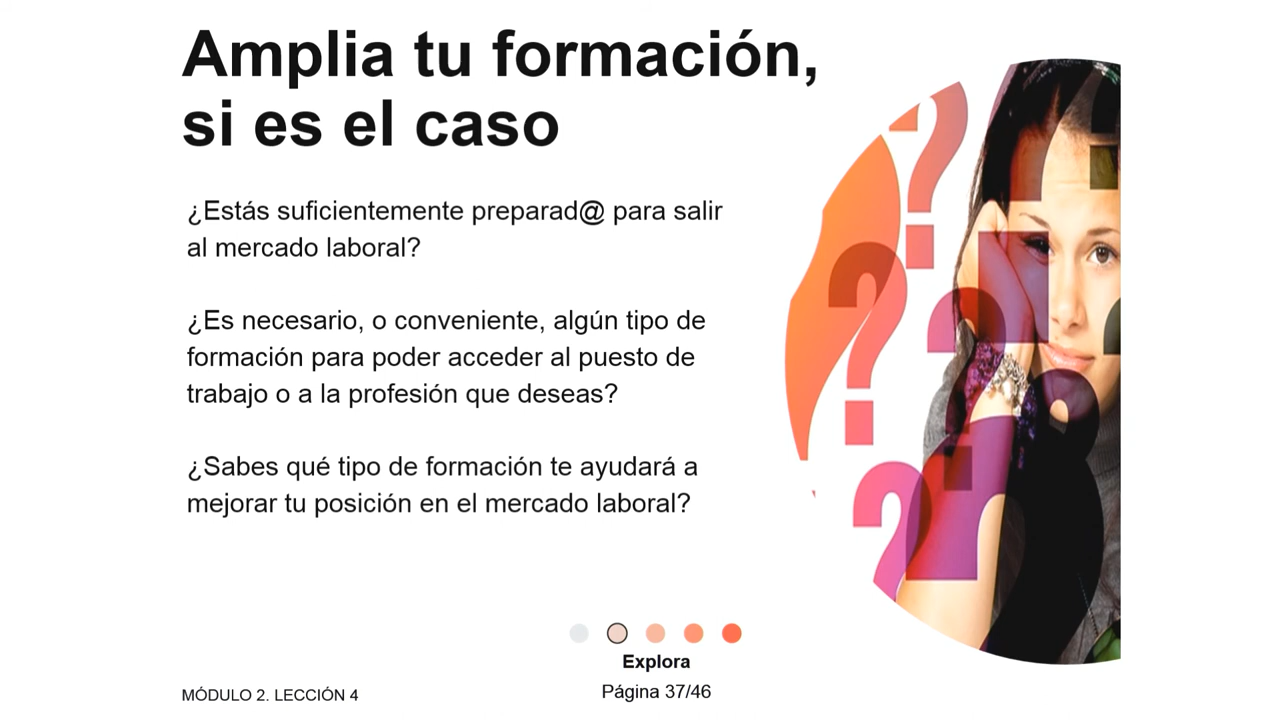 Amplia tu formación,
si es el caso
¿Estás suficientemente preparad@ para salir
al mercado laboral?
¿Es necesario, o conveniente, algún tipo de
formación para poder acceder al puesto de
trabajo o a la profesión que deseas?
¿Sabes qué tipo de formación te ayudará a
mejorar tu posición en el mercado laboral?
Explora
MÓDULO 2. LECCIÓN 4
Página 37/46